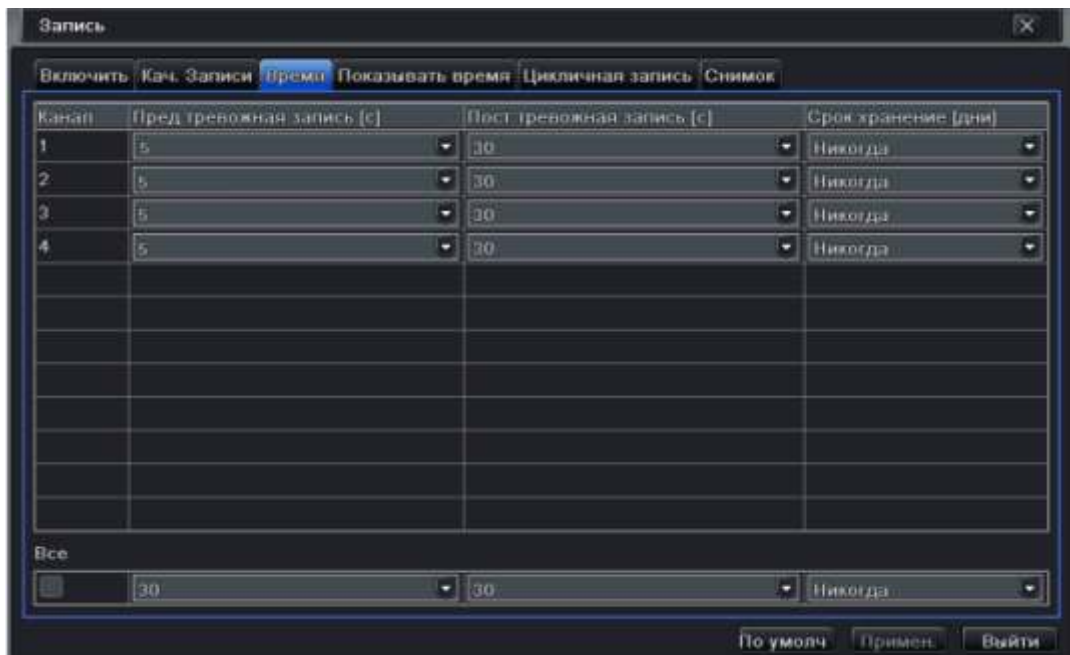 Запись
Включить Кач. Записи Время Показывать время Цикличная запись Снимок
Канал Пред тревожная запись [с] Пост тревожная запись [с] Срок хранение [дни]
1 5 30 Никогда
2 5 30 Никогда
3 5 30 Никогда
4 5 30 Никогда
Все
30 30 Никогда
По умолч Примен. Выйти